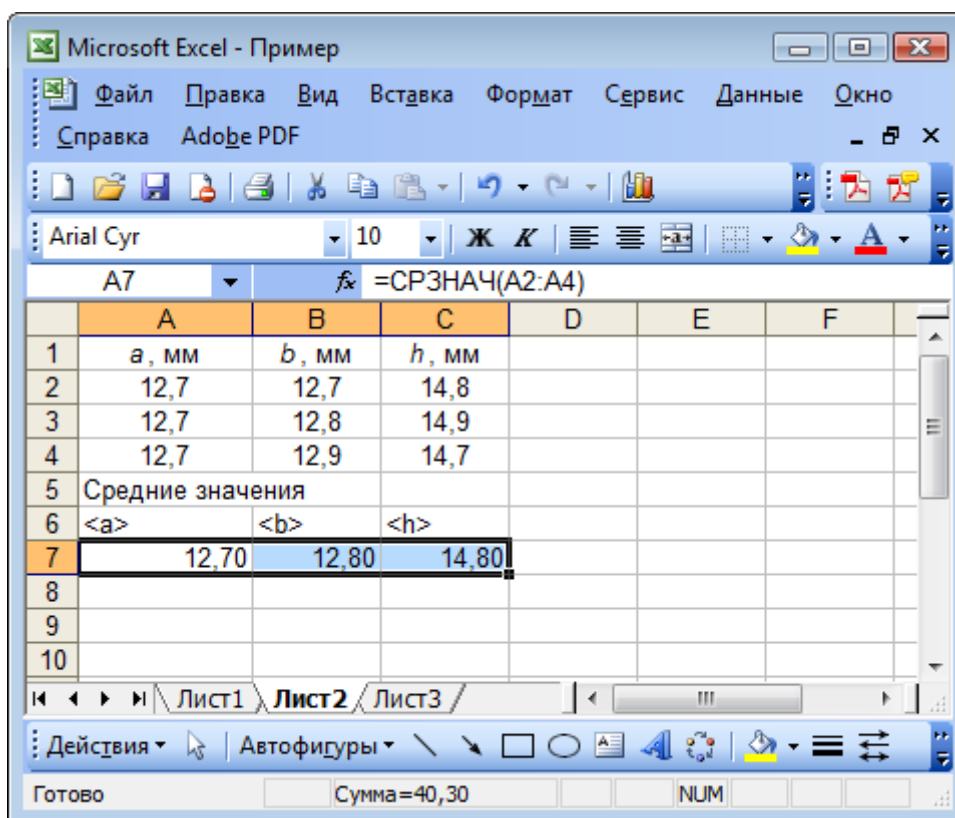 Microsoft Excel - Пример
Файл Правка Вид Вставка Формат Сервис Данные Окно
Справка Adobe PDF
Arial Cyr 10 Ж К
A7 fx =СРЗНАЧ(A2:A4)
A B C D E F
1 a, мм b, мм h, мм
2 12,7 12,7 14,8
3 12,7 12,8 14,9
4 12,7 12,9 14,7
5 Средние значения
6 <a> <b> <h>
7 12,70 12,80 14,80
8
9
10
Лист1 Лист2 Лист3
Действия Автофигуры
Готово Сумма=40,30 NUM